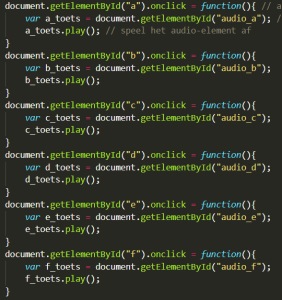 document.getElementById("a").onclick = function(){ // a
var a_toets = document.getElementById("audio_a"); /
a_toets.play(); // speel het audio-element af
}
document.getElementById("b").onclick = function(){
var b_toets = document.getElementById("audio_b");
b_toets.play();
}
document.getElementById("c").onclick = function(){
var c_toets = document.getElementById("audio_c");
c_toets.play();
}
document.getElementById("d").onclick = function(){
var d_toets = document.getElementById("audio_d");
d_toets.play();
}
document.getElementById("e").onclick = function(){
var e_toets = document.getElementById("audio_e");
e_toets.play();
}
document.getElementById("f").onclick = function(){
var f_toets = document.getElementById("audio_f");
f_toets.play();
}